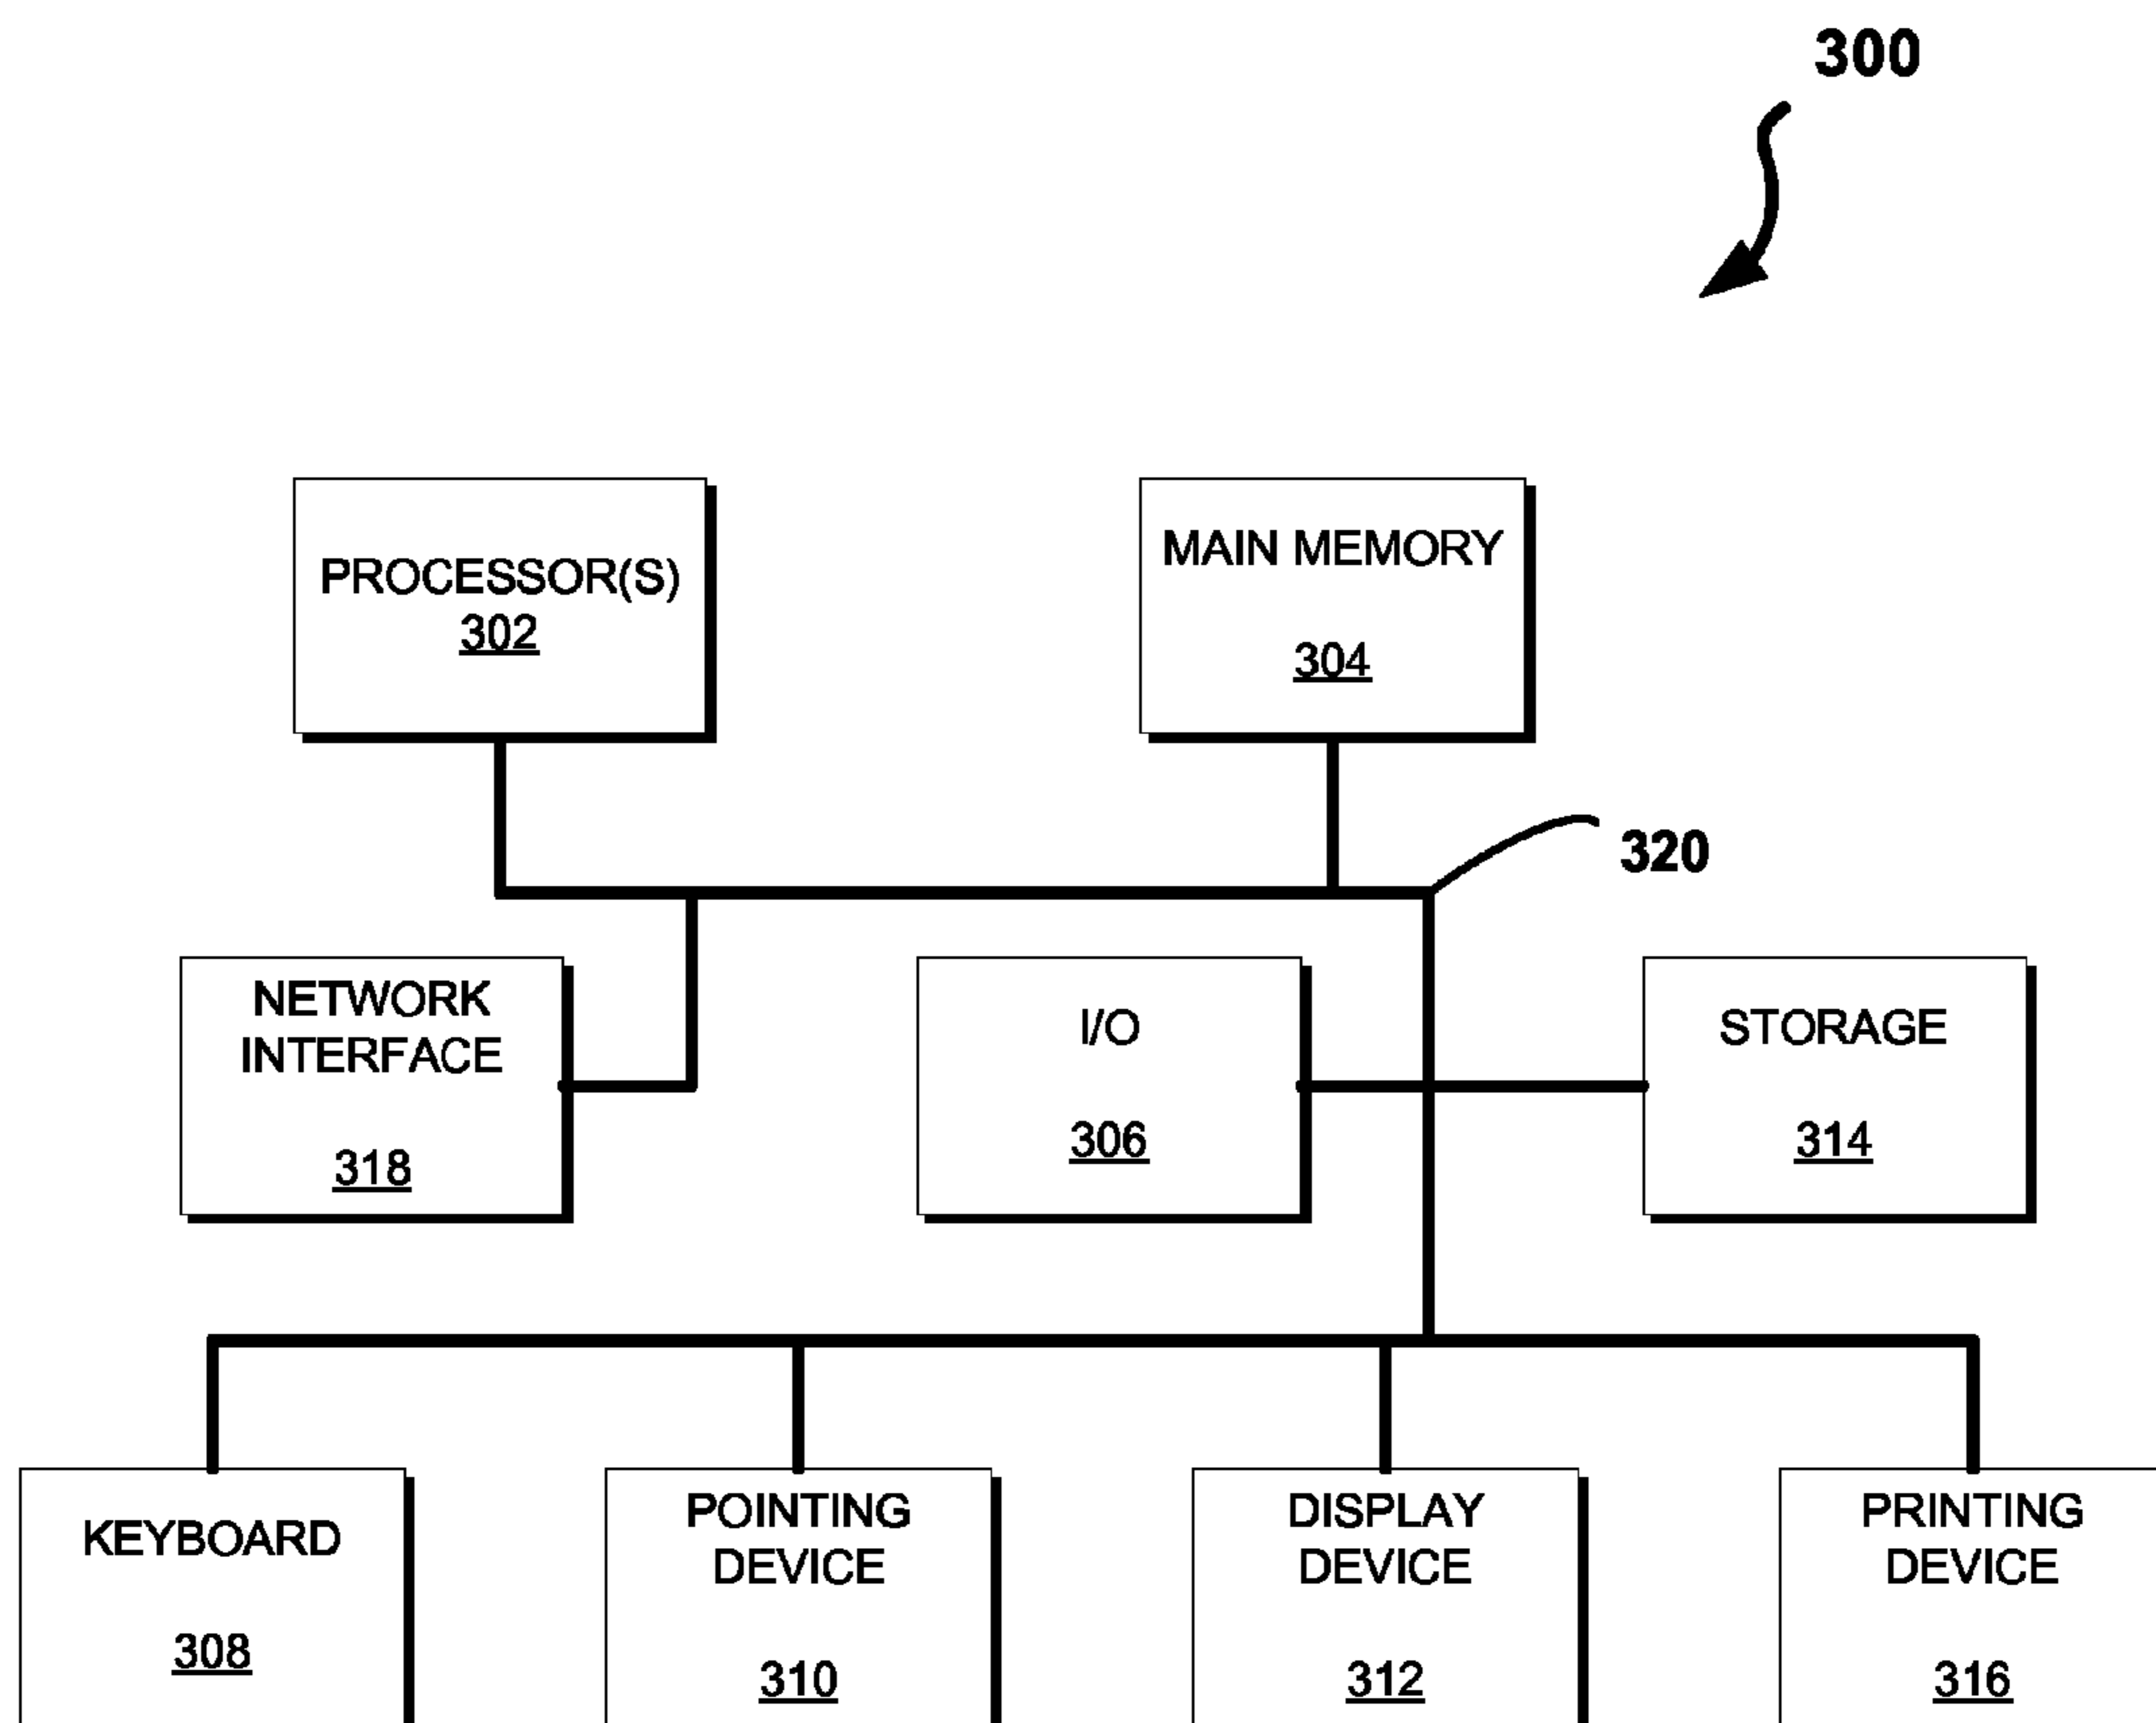 300
PROCESSOR(S)
302
MAIN MEMORY
304
320
NETWORK
INTERFACE
318
I/O
306
STORAGE
314
KEYBOARD
308
POINTING
DEVICE
310
DISPLAY
DEVICE
312
PRINTING
DEVICE
316